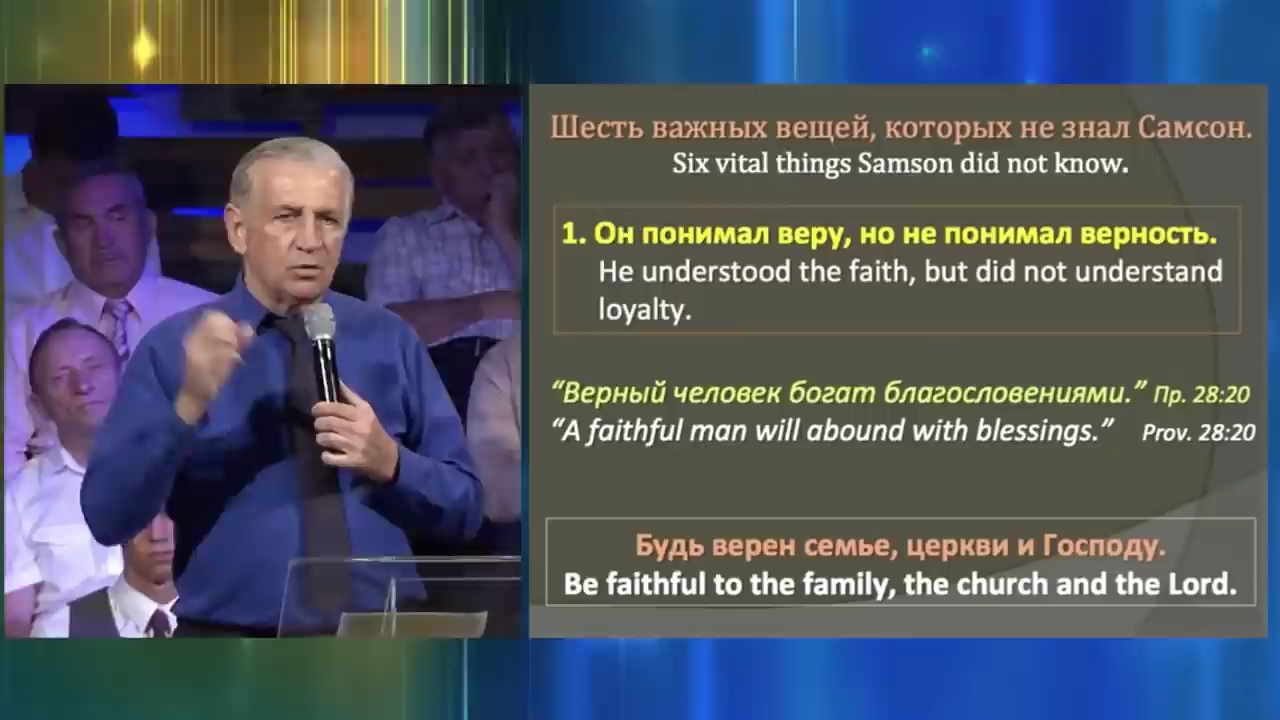 Шесть важных вещей, которых не знал Самсон.
Six vital things Samson did not know.
1. Он понимал веру, но не понимал верность.
He understood the faith, but did not understand
loyalty.
“Верный человек богат благословениями.” Пр. 28:20
“A faithful man will abound with blessings.” Prov. 28:20
Будь верен семье, церкви и Господу.
Be faithful to the family, the church and the Lord.